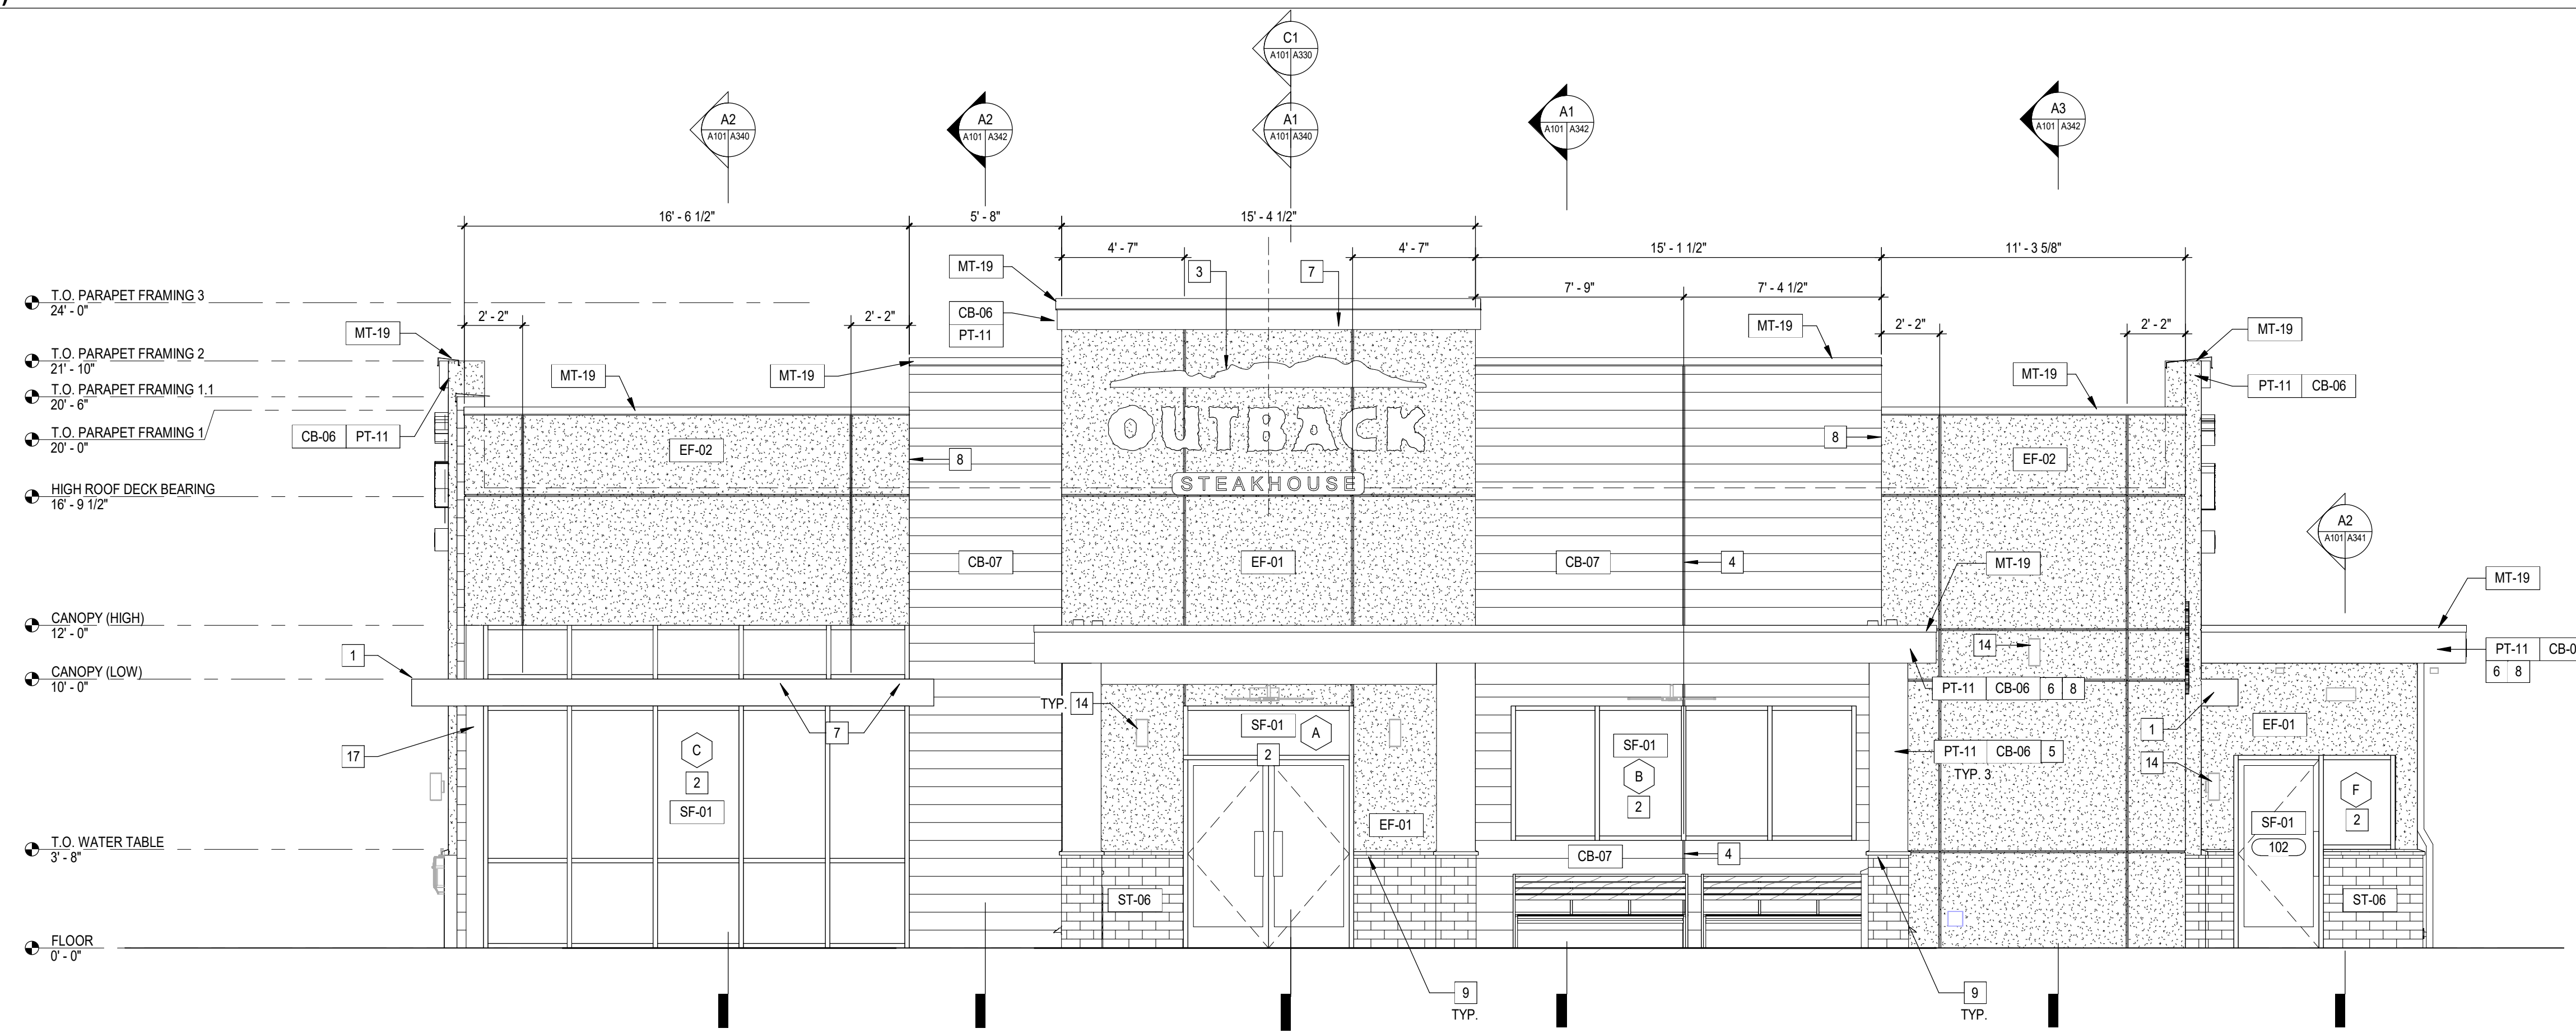 C1
A101 A330
A2
A101 A340
A2
A101 A342
A1
A101 A340
A1
A101 A342
A3
A101 A342
16' - 6 1/2"
5' - 8"
15' - 4 1/2"
4' - 7"
4' - 7"
15' - 1 1/2"
11' - 3 5/8"
7' - 9"
7' - 4 1/2"
2' - 2"
2' - 2"
2' - 2"
2' - 2"
MT-19
3
7
CB-06
PT-11
MT-19
MT-19
MT-19
MT-19
MT-19
MT-19
PT-11 CB-06
CB-06 PT-11
T.O. PARAPET FRAMING 3
24' - 0"
T.O. PARAPET FRAMING 2
21' - 10"
T.O. PARAPET FRAMING 1.1
20' - 6"
T.O. PARAPET FRAMING 1
20' - 0"
HIGH ROOF DECK BEARING
16' - 9 1/2"
CANOPY (HIGH)
12' - 0"
CANOPY (LOW)
10' - 0"
T.O. WATER TABLE
3' - 8"
FLOOR
0' - 0"
OUTBACK
STEAKHOUSE
EF-02
8
8
EF-02
CB-07
EF-01
CB-07
4
MT-19
A2
A101 A341
MT-19
1
14
PT-11
6 8
PT-11 CB-06 6 8
TYP. 14
SF-01
A
2
7
17
C
2
SF-01
SF-01
B
2
PT-11 CB-06 5
TYP. 3
1
EF-01
14
F
2
SF-01
102
EF-01
CB-07
4
ST-06
ST-06
9
TYP.
9
TYP.